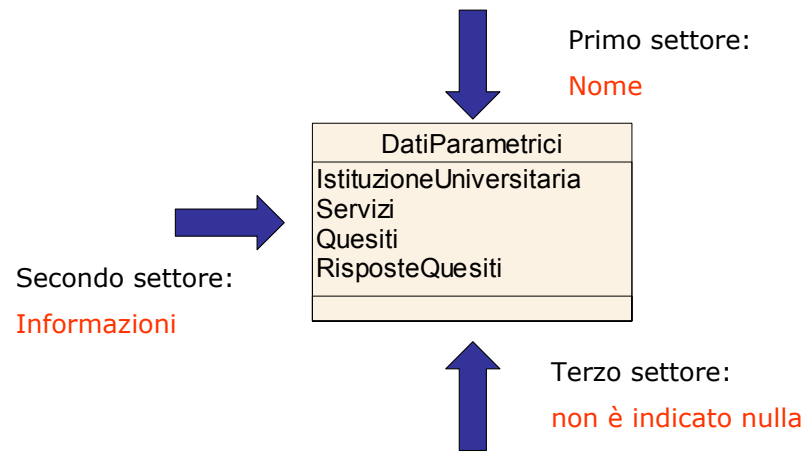 Primo settore:
Nome
DatiParametrici
IstituzioneUniversitaria
Servizi
Quesiti
RisposteQuesiti
Secondo settore:
Informazioni
Terzo settore:
non è indicato nulla